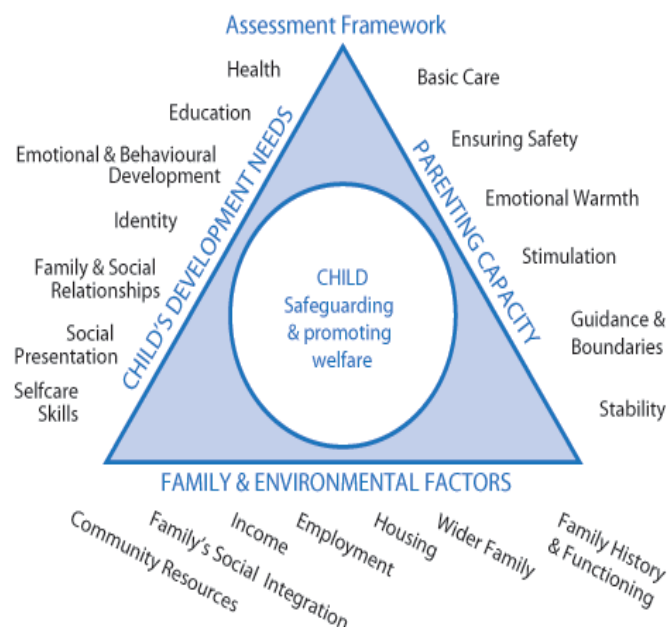 Assessment Framework
Health
Education
Emotional & Behavioural
Development
Identity
Family & Social
Relationships
Social
Presentation
Selfcare
Skills
CHILD'S DEVELOPMENT NEEDS
CHILD
Safeguarding
& promoting
welfare
PARENTING CAPACITY
Basic Care
Ensuring Safety
Emotional Warmth
Stimulation
Guidance &
Boundaries
Stability
FAMILY & ENVIRONMENTAL FACTORS
Community Resources
Family's Social Integration
Income
Employment
Housing
Wider Family
Family History
& Functioning